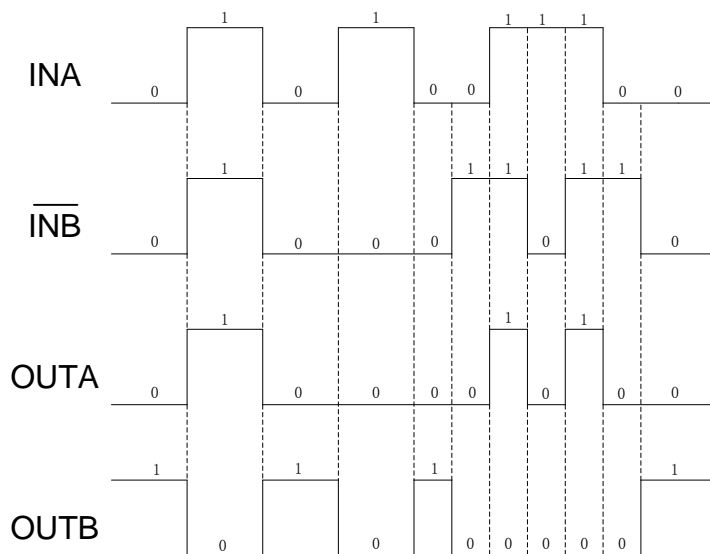 1 1 1 1 1
INA
0 0 0 0 0 0
1 1 1 1 1
INB
0 0 0 0 0 0
1 1 1
OUTA
0 0 0 0 0 0 0 0
1 1 1 1
OUTB
0 0 0 0 0 0 0